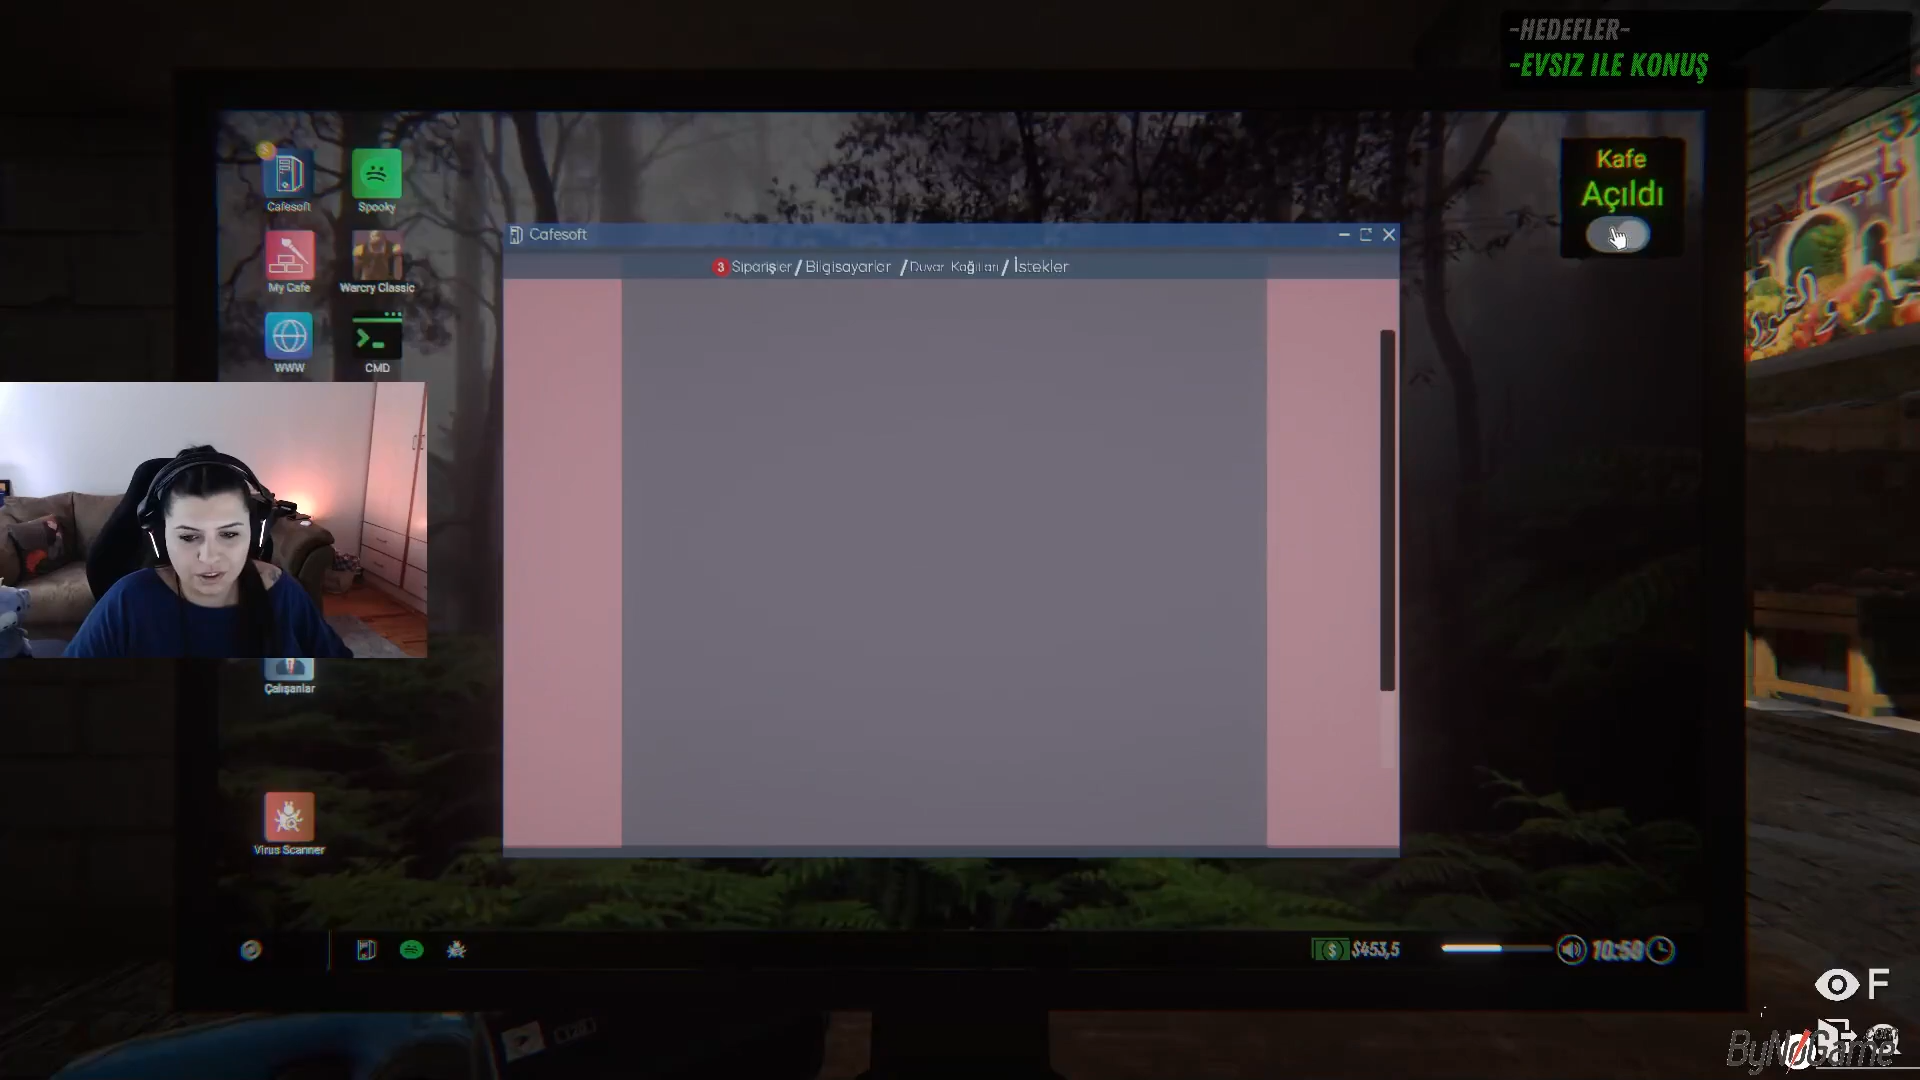 -HEDEFLER-
-EVSIZ ILE KONUŞ
Kafe
Açıldı
Cafesoft
Spooky
My Cafe
Warcry Classic
WWW
CMD
Cafesoft
3 Siparişler / Bilgisayarlar / Duvar Kağıtları / İstekler
Çalışanlar
Virus Scanner
$453,5
10:50
F
ByNoGame